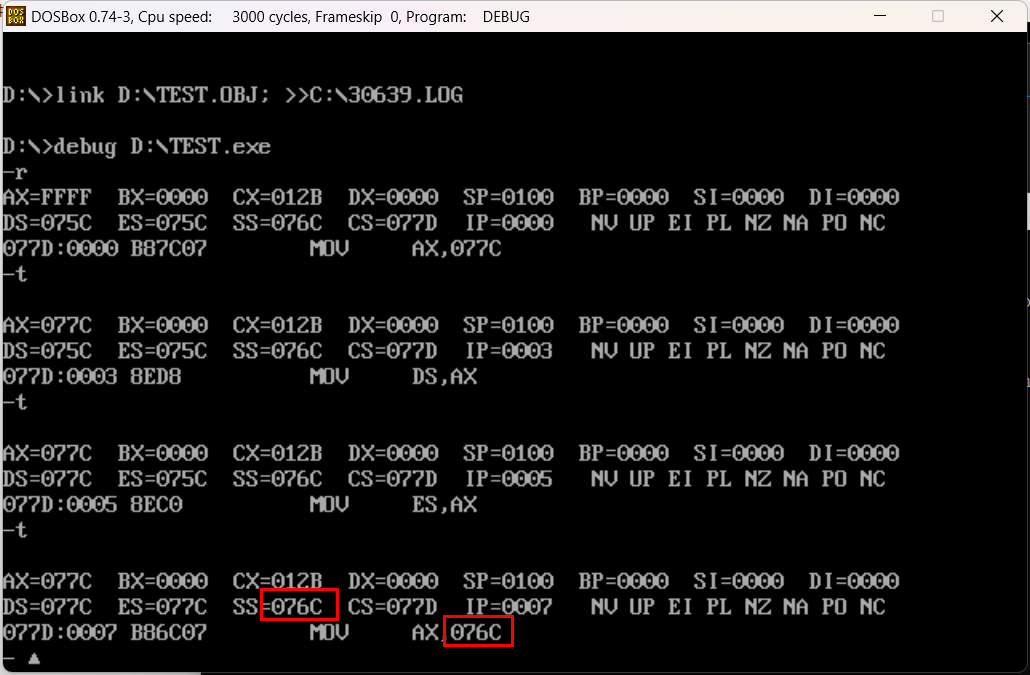 DOSBox 0.74-3, Cpu speed: 3000 cycles, Frameskip 0, Program: DEBUG
D:\>link D:\TEST.OBJ; >>C:\30639.LOG
D:\>debug D:\TEST.exe
-r
AX=FFFF BX=0000 CX=012B DX=0000 SP=0100 BP=0000 SI=0000 DI=0000
DS=075C ES=075C SS=076C CS=077D IP=0000 NV UP EI PL NZ NA PO NC
077D:0000 B87C07 MOV AX,077C
-t
AX=077C BX=0000 CX=012B DX=0000 SP=0100 BP=0000 SI=0000 DI=0000
DS=075C ES=075C SS=076C CS=077D IP=0003 NV UP EI PL NZ NA PO NC
077D:0003 8ED8 MOV DS,AX
-t
AX=077C BX=0000 CX=012B DX=0000 SP=0100 BP=0000 SI=0000 DI=0000
DS=077C ES=075C SS=076C CS=077D IP=0005 NV UP EI PL NZ NA PO NC
077D:0005 8EC0 MOV ES,AX
-t
AX=077C BX=0000 CX=012B DX=0000 SP=0100 BP=0000 SI=0000 DI=0000
DS=077C ES=077C SS=076C CS=077D IP=0007 NV UP EI PL NZ NA PO NC
077D:0007 B86C07 MOV AX,076C
-